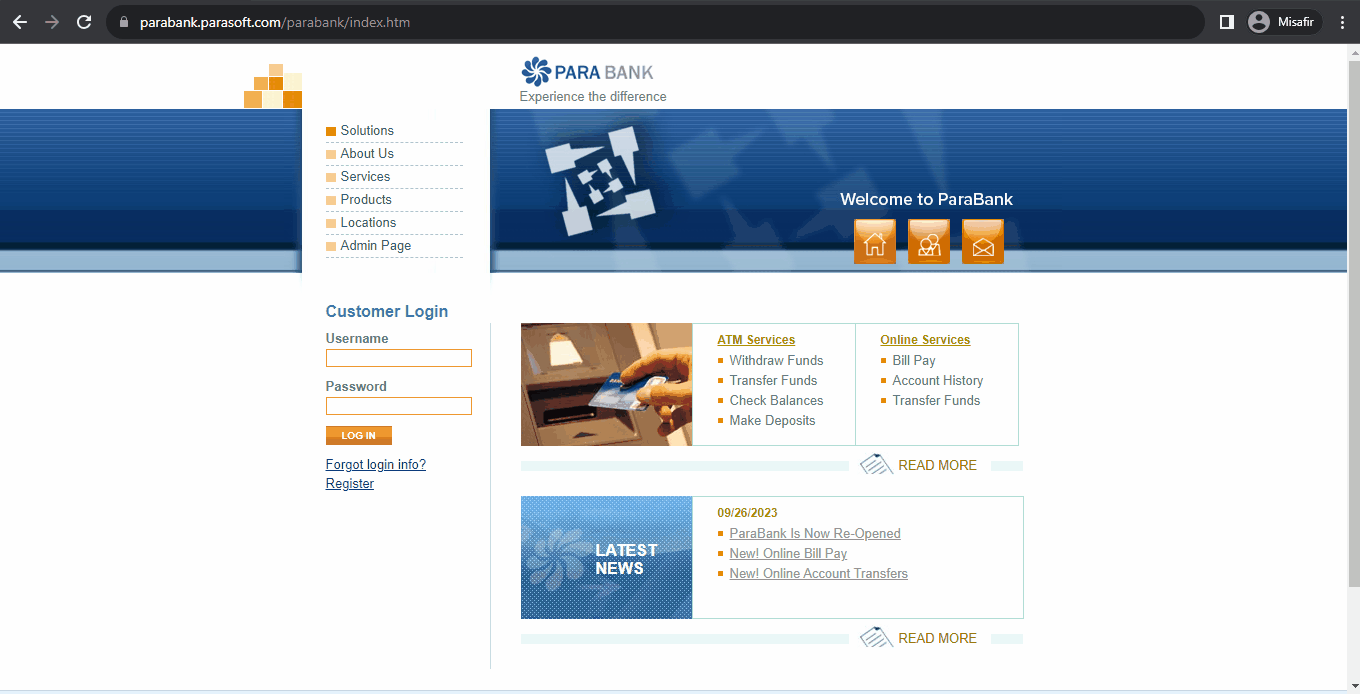 parabank.parasoft.com/parabank/index.htm
Misafir
PARA BANK
Experience the difference
Solutions
About Us
Services
Products
Locations
Admin Page
Welcome to ParaBank
Customer Login
Username
Password
LOG IN
Forgot login info?
Register
ATM Services
Withdraw Funds
Transfer Funds
Check Balances
Make Deposits
Online Services
Bill Pay
Account History
Transfer Funds
READ MORE
LATEST
NEWS
09/26/2023
ParaBank Is Now Re-Opened
New! Online Bill Pay
New! Online Account Transfers
READ MORE